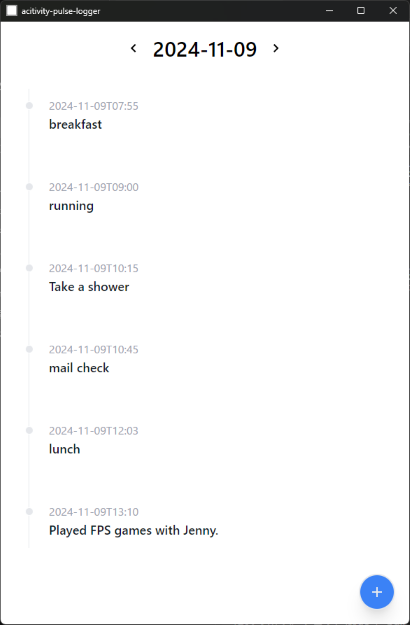 acitivity-pulse-logger
2024-11-09
2024-11-09T07:55
breakfast
2024-11-09T09:00
running
2024-11-09T10:15
Take a shower
2024-11-09T10:45
mail check
2024-11-09T12:03
lunch
2024-11-09T13:10
Played FPS games with Jenny.